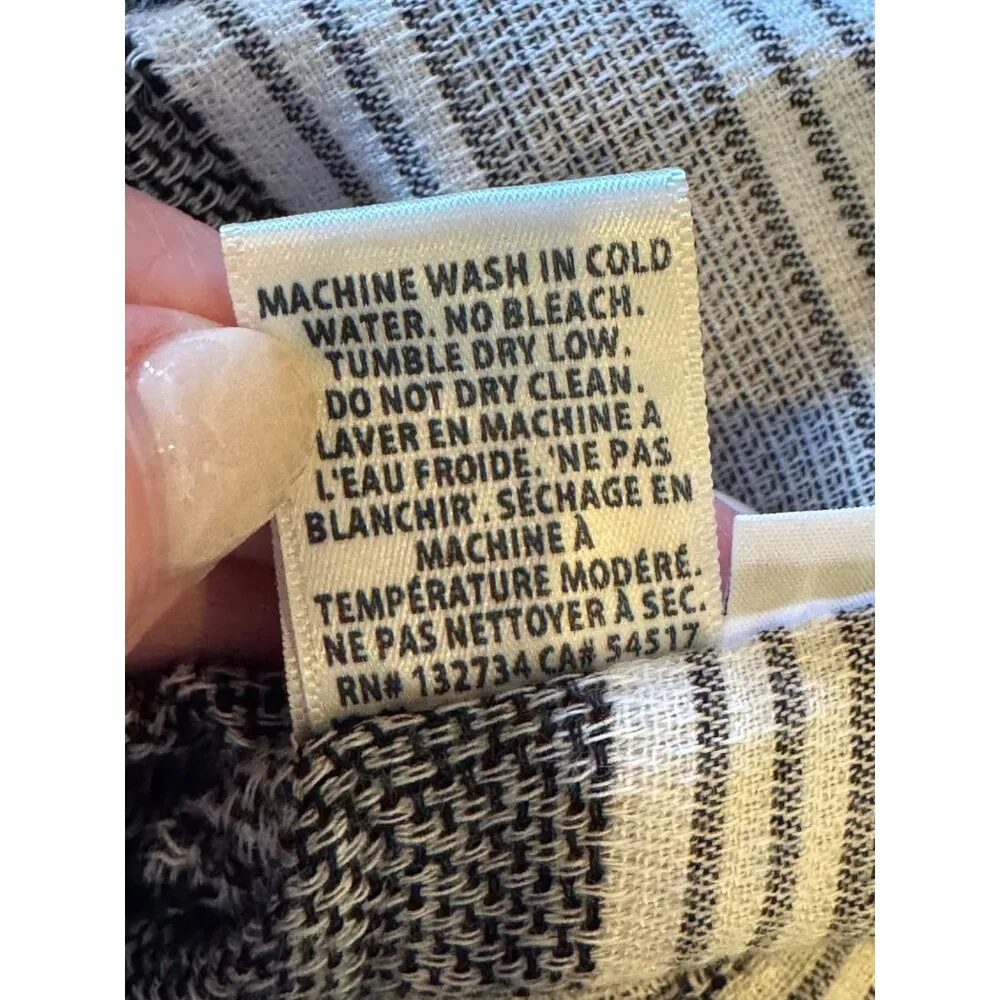 MACHINE WASH IN COLD
WATER. NO BLEACH.
TUMBLE DRY LOW.
DO NOT DRY CLEAN.
LAVER EN MACHINE A
L'EAU FROIDE. 'NE PAS
BLANCHIR'. SÉCHAGE EN
MACHINE À
TEMPÉRATURE MODÉRÉ.
NE PAS NETTOYER À SEC.
RN# 132734 CA# 54517